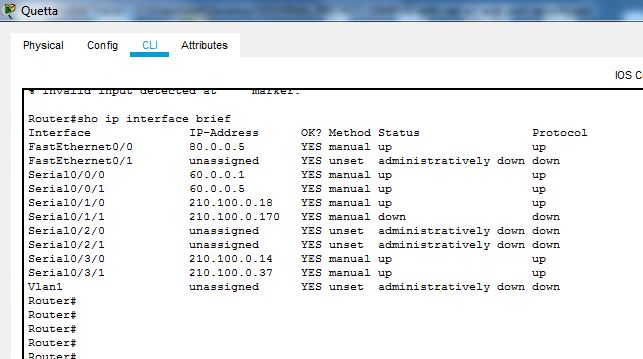 Quetta
Physical Config CLI Attributes
IOS C
% Invalid input detected at marker.
Router#sho ip interface brief
Interface IP-Address OK? Method Status Protocol
FastEthernet0/0 80.0.0.5 YES manual up up
FastEthernet0/1 unassigned YES unset administratively down down
Serial0/0/0 60.0.0.1 YES manual up up
Serial0/0/1 60.0.0.5 YES manual up up
Serial0/1/0 210.100.0.18 YES manual up up
Serial0/1/1 210.100.0.170 YES manual down down
Serial0/2/0 unassigned YES unset administratively down down
Serial0/2/1 unassigned YES unset administratively down down
Serial0/3/0 210.100.0.14 YES manual up up
Serial0/3/1 210.100.0.37 YES manual up up
Vlan1 unassigned YES unset administratively down down
Router#
Router#
Router#
Router#
Router#